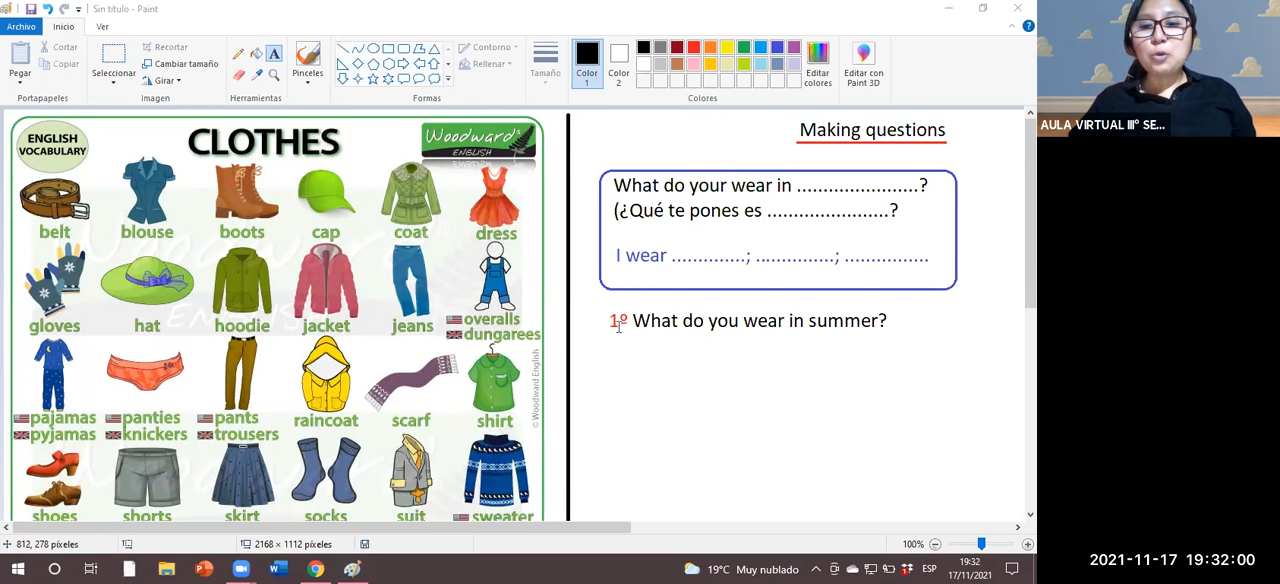 Sin título - Paint
Archivo
Inicio
Ver
Pegar
Cortar
Copiar
Portapapeles
Seleccionar
Recortar
Cambiar tamaño
Girar
Imagen
Herramientas
Pinceles
Contorno
Rellenar
Formas
Tamaño
Color 1
Color 2
Editar colores
Colores
Editar con Paint 3D
AULA VIRTUAL IIIº SE...
ENGLISH VOCABULARY
CLOTHES
Woodward®
ENGLISH
belt
blouse
boots
cap
coat
dress
gloves
hat
hoodie
jacket
jeans
overalls
dungarees
pajamas
pyjamas
panties
knickers
pants
trousers
raincoat
scarf
shirt
© Woodward English
shoes
shorts
skirt
socks
suit
sweater
Making questions
What do your wear in .......................?
(¿Qué te pones es .......................?
I wear ..............; ..............; ................
1º What do you wear in summer?
812, 278 píxeles
2168 × 1112 píxeles
100%
19°C Muy nublado
ESP
19:32
17/11/2021
2021-11-17 19:32:00